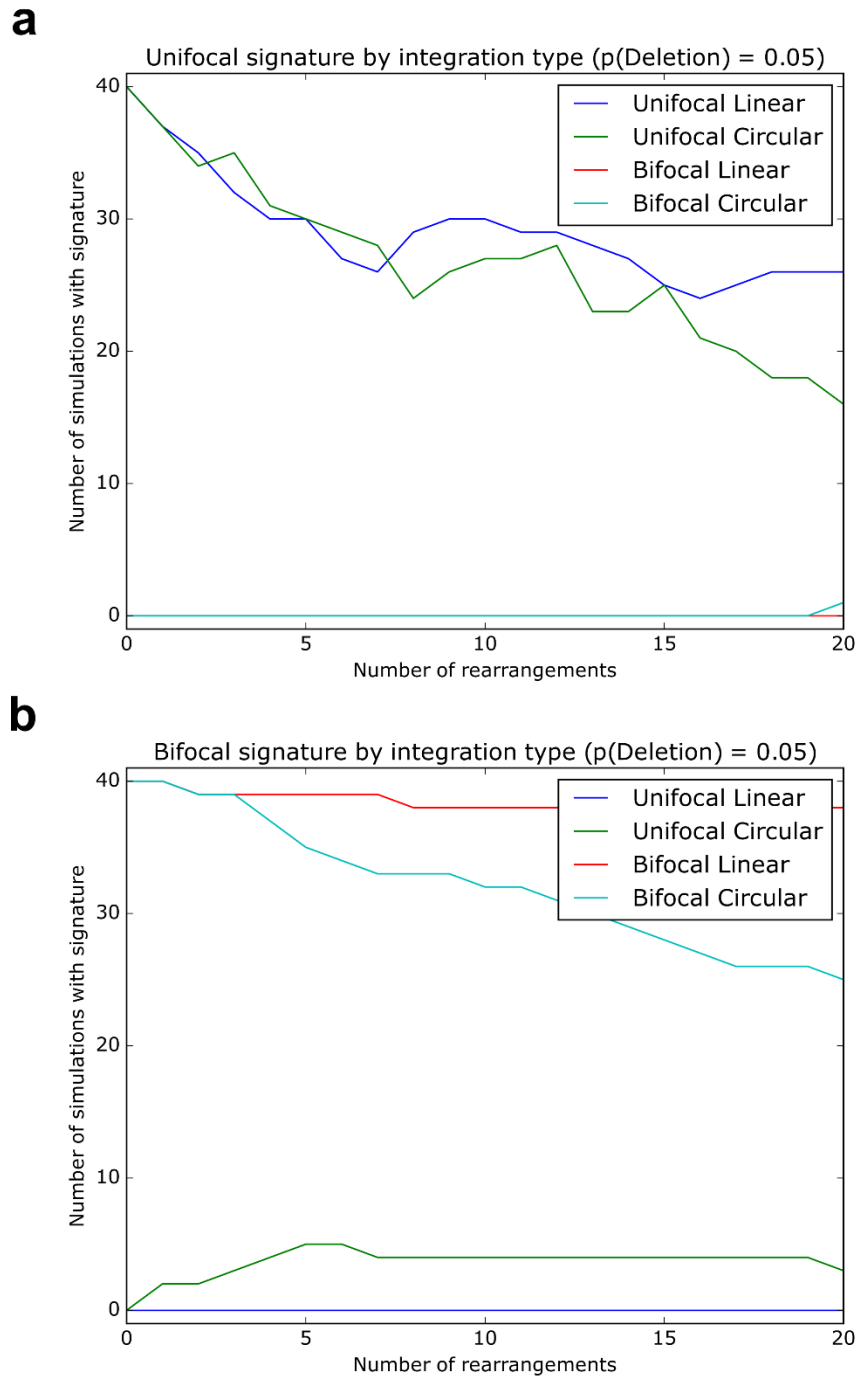 a
Unifocal signature by integration type (p(Deletion) = 0.05)
Number of simulations with signature
40
30
20
10
0
Unifocal Linear
Unifocal Circular
Bifocal Linear
Bifocal Circular
0 5 10 15 20
Number of rearrangements
b
Bifocal signature by integration type (p(Deletion) = 0.05)
Number of simulations with signature
40
30
20
10
0
Unifocal Linear
Unifocal Circular
Bifocal Linear
Bifocal Circular
0 5 10 15 20
Number of rearrangements